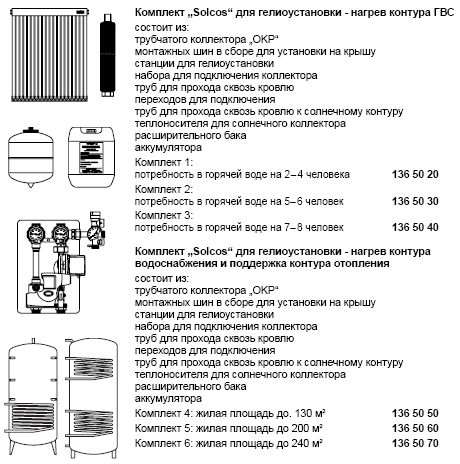 Комплект „Solcos“ для гелиоустановки - нагрев контура ГВС
состоит из:
трубчатого коллектора „OKP“
монтажных шин в сборе для установки на крышу
станции для гелиоустановки
набора для подключения коллектора
труб для прохода сквозь кровлю
переходов для подключения
труб для прохода сквозь кровлю к солнечному контуру
теплоносителя для солнечного коллектора
расширительного бака
аккумулятора
Комплект 1:
потребность в горячей воде на 2–4 человека 136 50 20
Комплект 2:
потребность в горячей воде на 5–6 человек 136 50 30
Комплект 3:
потребность в горячей воде на 7–8 человек 136 50 40
Комплект „Solcos“ для гелиоустановки - нагрев контура
водоснабжения и поддержка контура отопления
состоит из:
трубчатого коллектора „OKP“
монтажных шин в сборе для установки на крышу
станции для гелиоустановки
набора для подключения коллектора
труб для прохода сквозь кровлю
переходов для подключения
труб для прохода сквозь кровлю к солнечному контуру
теплоносителя для солнечного коллектора
расширительного бака
аккумулятора
Комплект 4: жилая площадь до. 130 м² 136 50 50
Комплект 5: жилая площадь до 200 м² 136 50 60
Комплект 6: жилая площадь до 240 м² 136 50 70